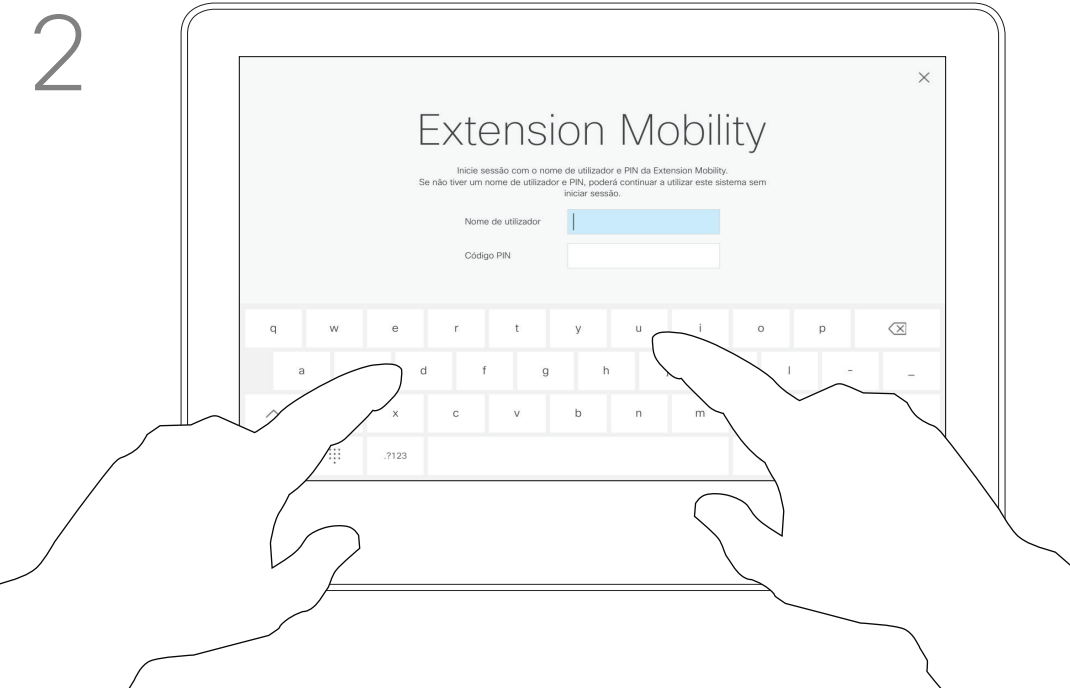 2
Extension Mobility
Inicie sessão com o nome de utilizador e PIN da Extension Mobility.
Se não tiver um nome de utilizador e PIN, poderá continuar a utilizar este sistema sem
iniciar sessão.
Nome de utilizador
Código PIN
q w e r t y u i o p
a d f g h l - _
x c v b n m
.?123